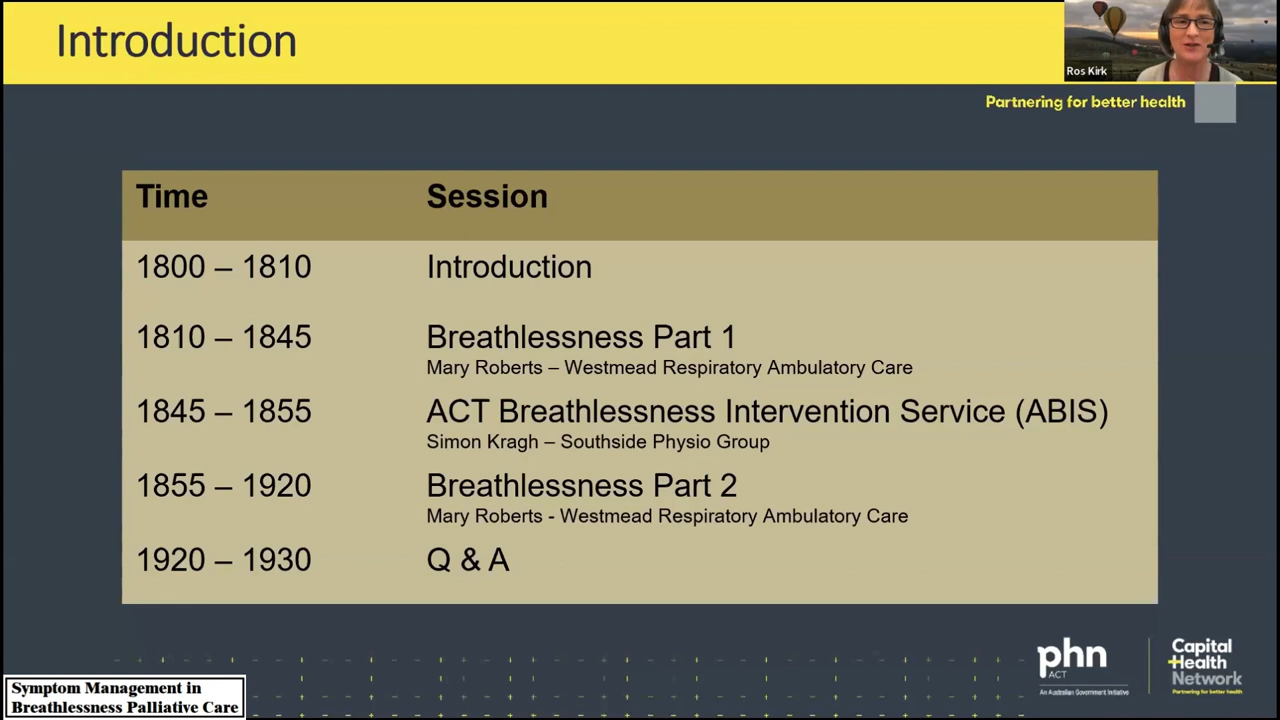 Introduction
Ros Kirk
Partnering for better health
Time Session
1800 – 1810 Introduction
1810 – 1845 Breathlessness Part 1
Mary Roberts – Westmead Respiratory Ambulatory Care
1845 – 1855 ACT Breathlessness Intervention Service (ABIS)
Simon Kragh – Southside Physio Group
1855 – 1920 Breathlessness Part 2
Mary Roberts - Westmead Respiratory Ambulatory Care
1920 – 1930 Q & A
phn
ACT
An Australian Government Initiative
Capital
Health
Network
Partnering for better health
Symptom Management in
Breathlessness Palliative Care